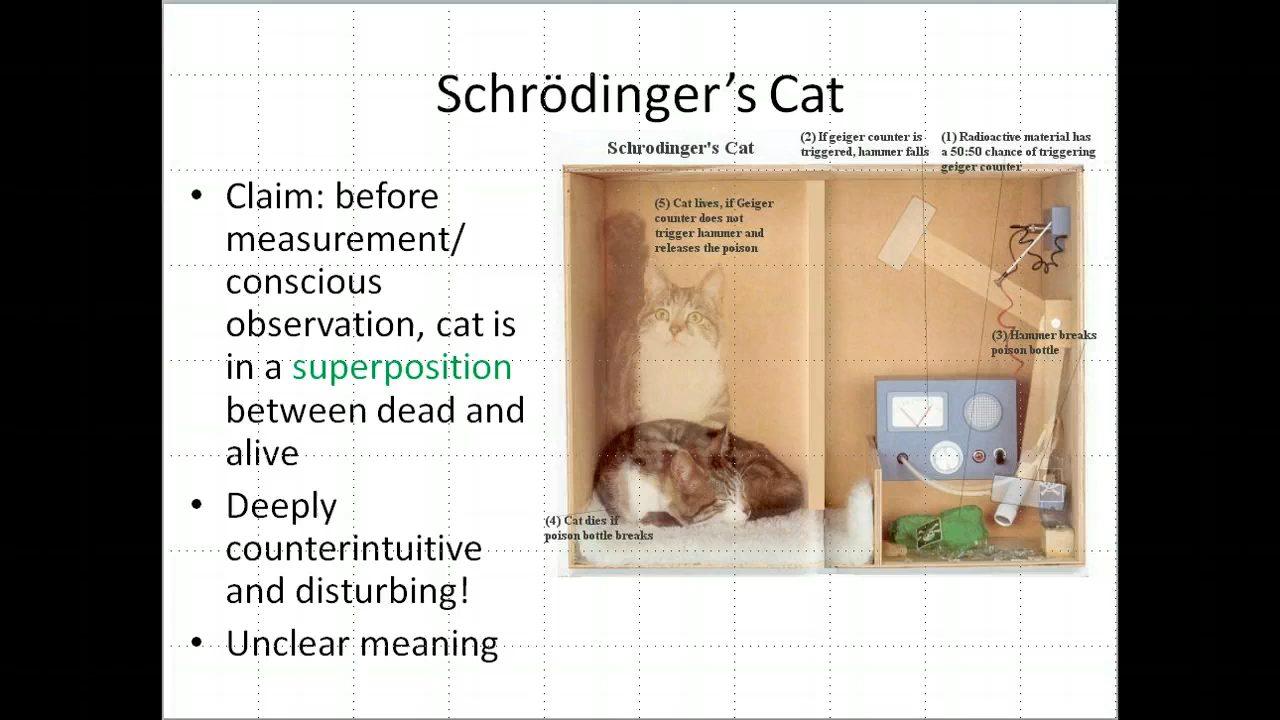 Schrödinger’s Cat
• Claim: before
measurement/
conscious
observation, cat is
in a superposition
between dead and
alive
• Deeply
counterintuitive
and disturbing!
• Unclear meaning
Schrodinger's Cat
(2) If geiger counter is
triggered, hammer falls
(1) Radioactive material has
a 50:50 chance of triggering
geiger counter
(5) Cat lives, if Geiger
counter does not
trigger hammer and
releases the poison
(3) Hammer breaks
poison bottle
(4) Cat dies if
poison bottle breaks